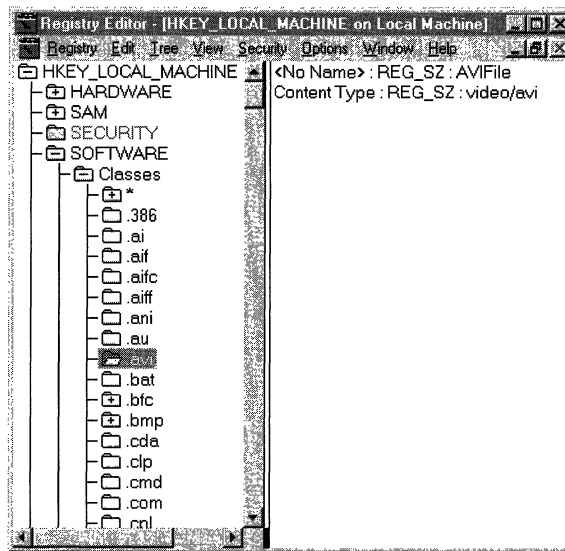 Registry Editor - [HKEY_LOCAL_MACHINE on Local Machine]
Registry Edit Tree View Security Options Window Help
HKEY_LOCAL_MACHINE
HARDWARE
SAM
SECURITY
SOFTWARE
Classes
*
.386
.ai
.aif
.aifc
.aiff
.ani
.au
.avi
.bat
.bfc
.bmp
.cda
.clp
.cmd
.com
.cpl
<No Name> : REG_SZ : AVIFile
Content Type : REG_SZ : video/avi